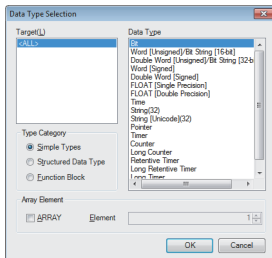 Data Type Selection
Target(L)
<ALL>
Data Type
Bit
Word [Unsigned]/Bit String [16-bit]
Double Word [Unsigned]/Bit String [32-b
Word [Signed]
Double Word [Signed]
FLOAT [Single Precision]
FLOAT [Double Precision]
Time
String(32)
String [Unicode](32)
Pointer
Timer
Counter
Long Counter
Retentive Timer
Long Retentive Timer
Long Timer
Type Category
Simple Types
Structured Data Type
Function Block
Array Element
ARRAY
Element
1
OK
Cancel